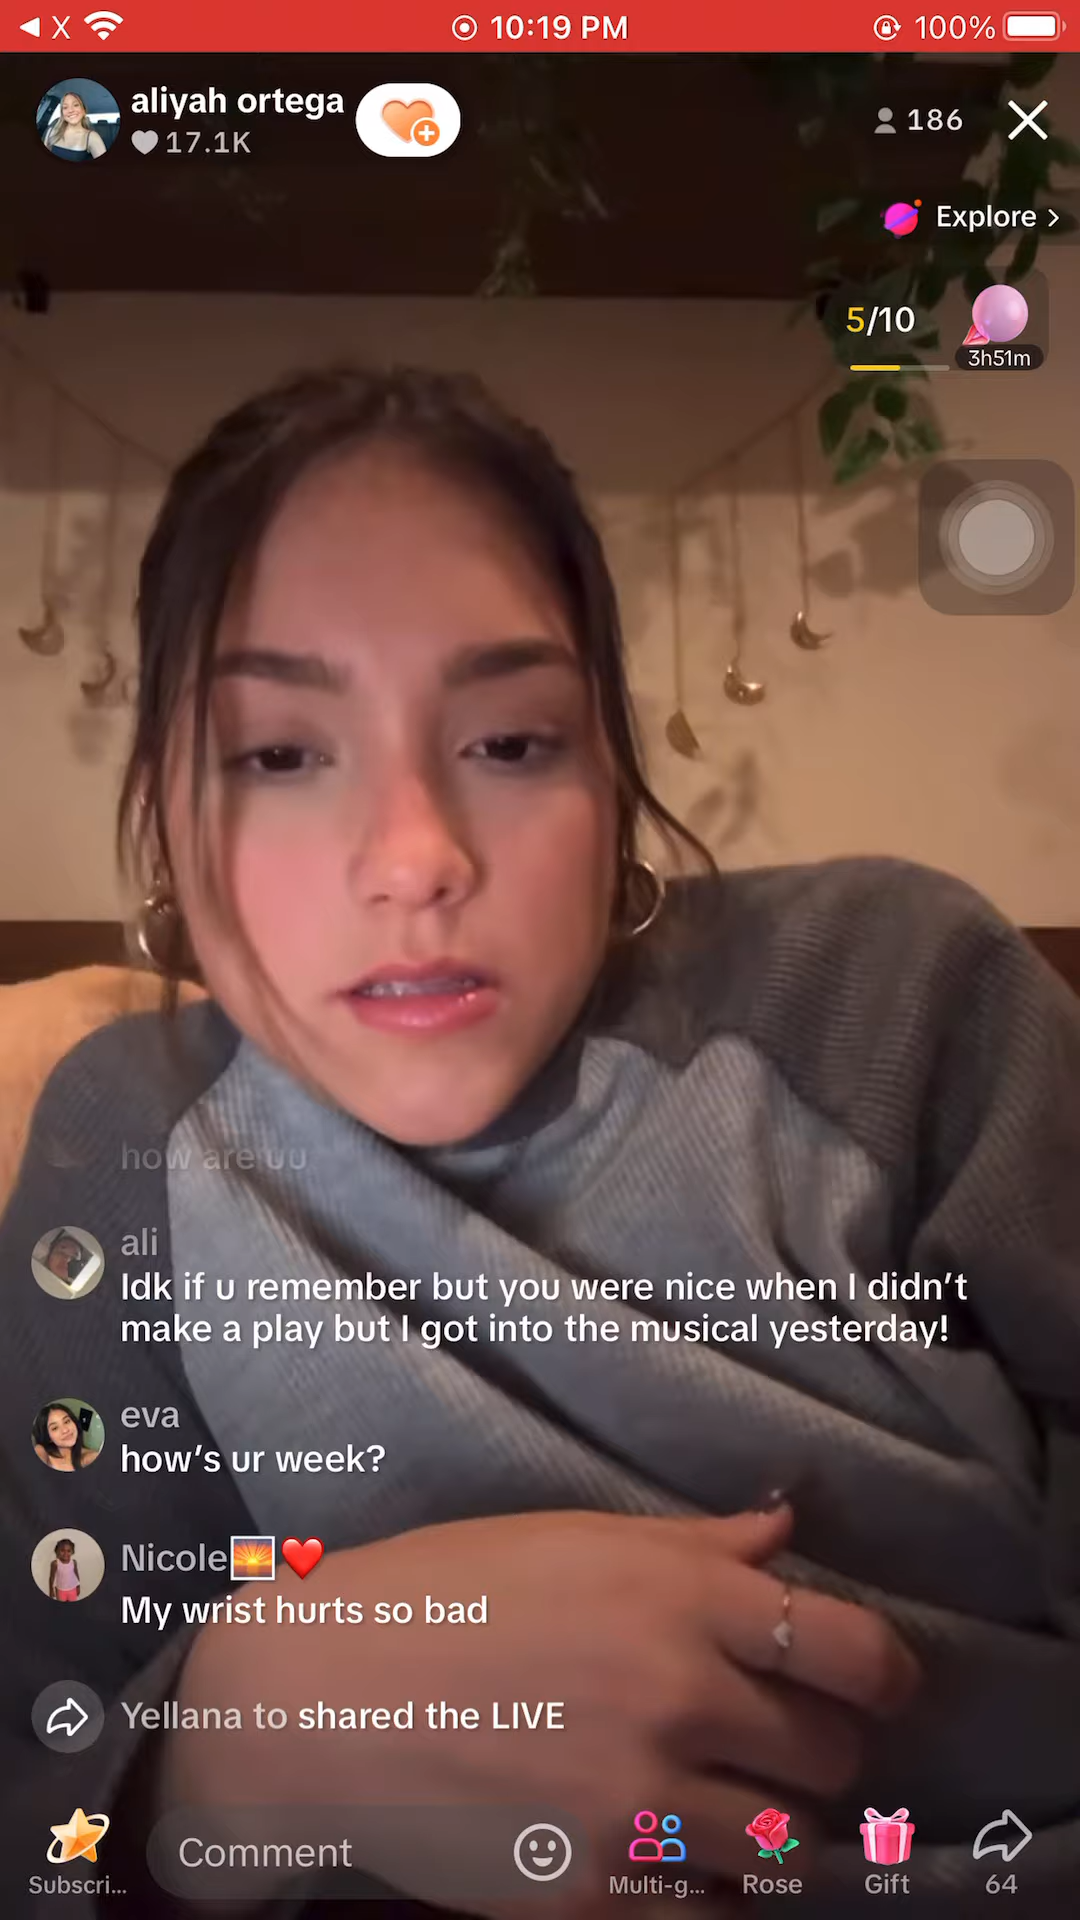 X 10:19 PM 100%
aliyah ortega
17.1K
186
Explore
5/10
3h51m
how are uu
ali
Idk if u remember but you were nice when I didn’t
make a play but I got into the musical yesterday!
eva
how’s ur week?
Nicole🌅❤️
My wrist hurts so bad
Yellana to shared the LIVE
Comment
Subscri...
Multi-g...
Rose
Gift
64